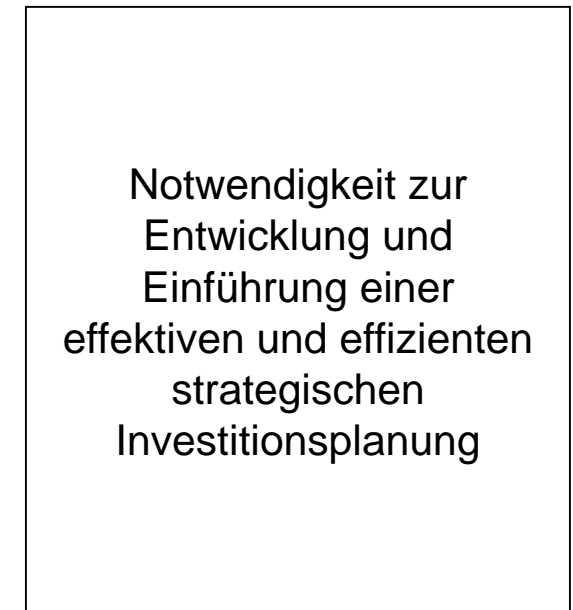 Notwendigkeit zur
Entwicklung und
Einführung einer
effektiven und effizienten
strategischen
Investitionsplanung